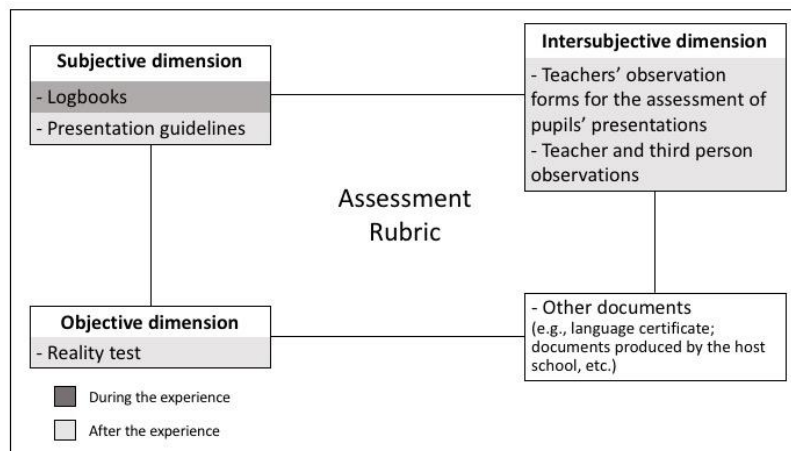 Subjective dimension
- Logbooks
- Presentation guidelines
Intersubjective dimension
- Teachers' observation
forms for the assessment of
pupils' presentations
- Teacher and third person
observations
Assessment
Rubric
Objective dimension
- Reality test
- Other documents
(e.g., language certificate;
documents produced by the host
school, etc.)
During the experience
After the experience